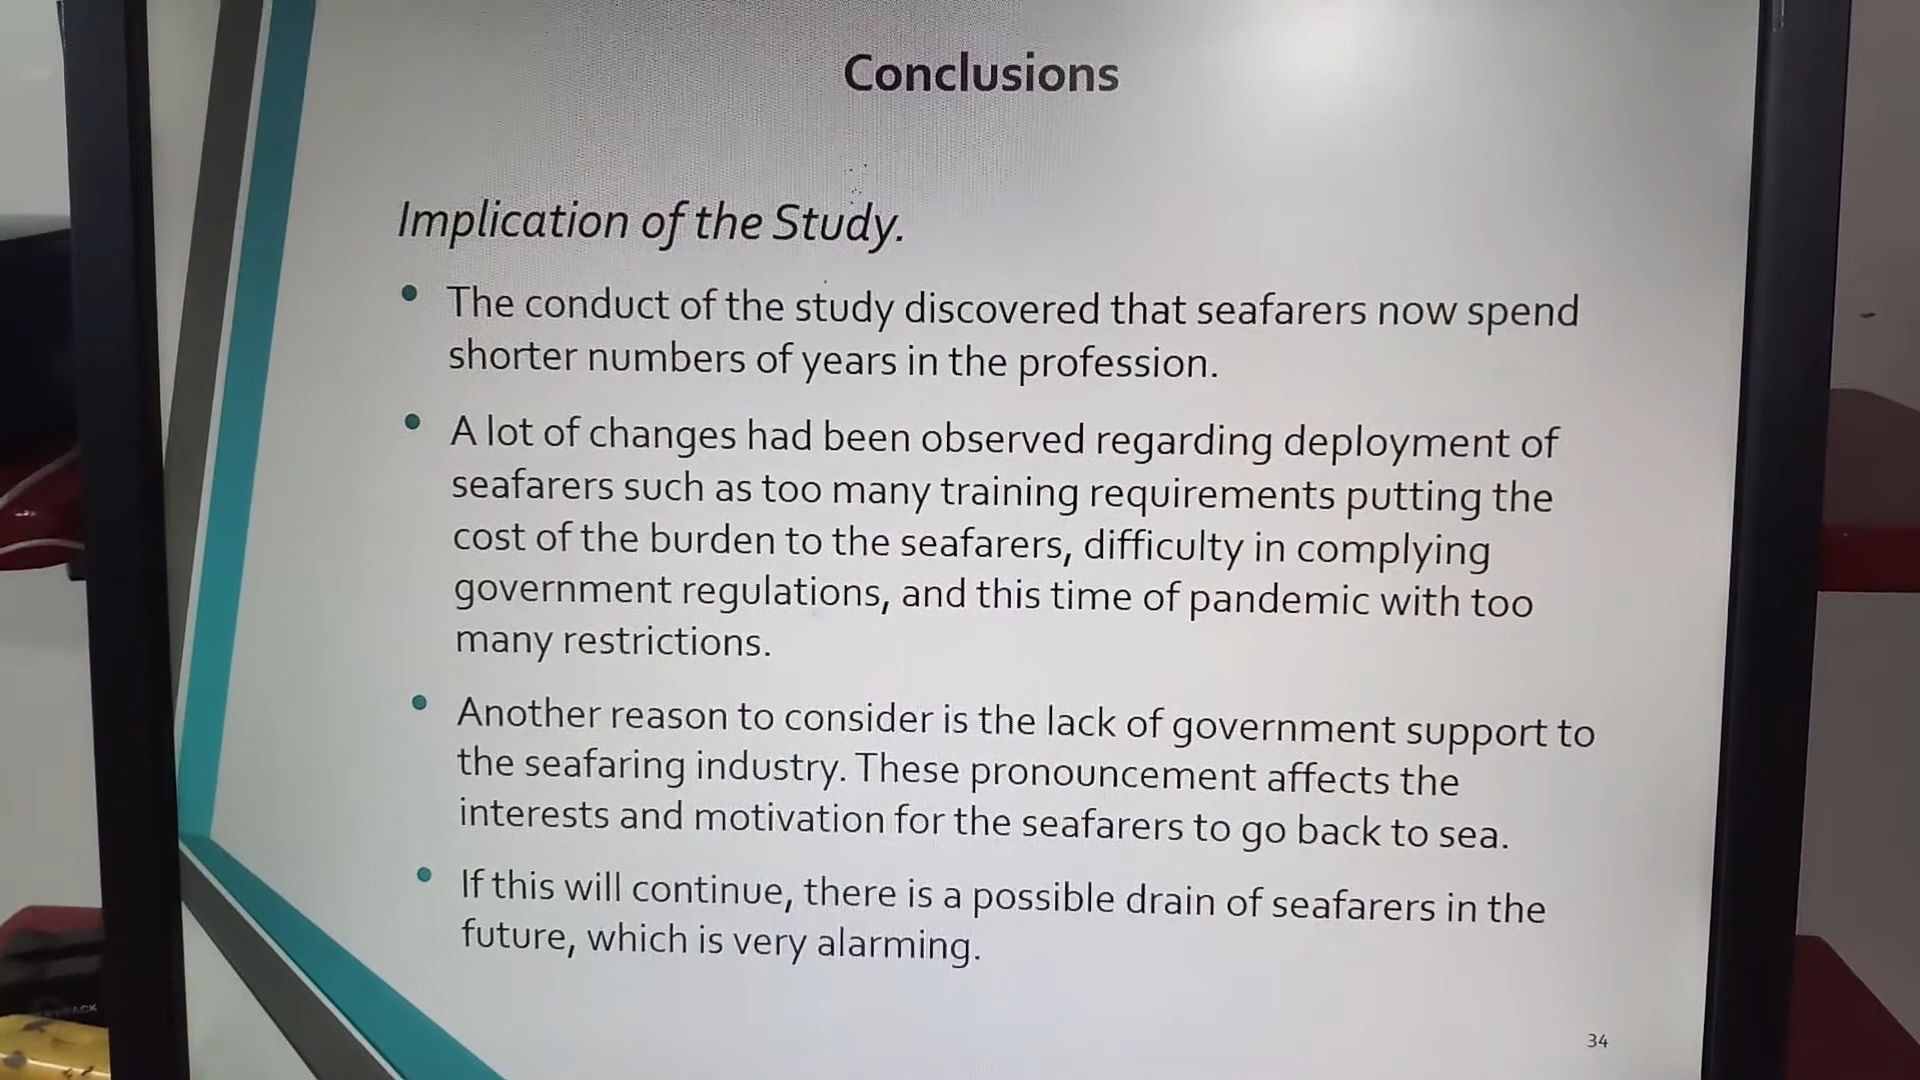 Conclusions
Implication of the Study.
• The conduct of the study discovered that seafarers now spend
shorter numbers of years in the profession.
• A lot of changes had been observed regarding deployment of
seafarers such as too many training requirements putting the
cost of the burden to the seafarers, difficulty in complying
government regulations, and this time of pandemic with too
many restrictions.
• Another reason to consider is the lack of government support to
the seafaring industry. These pronouncement affects the
interests and motivation for the seafarers to go back to sea.
• If this will continue, there is a possible drain of seafarers in the
future, which is very alarming.
34